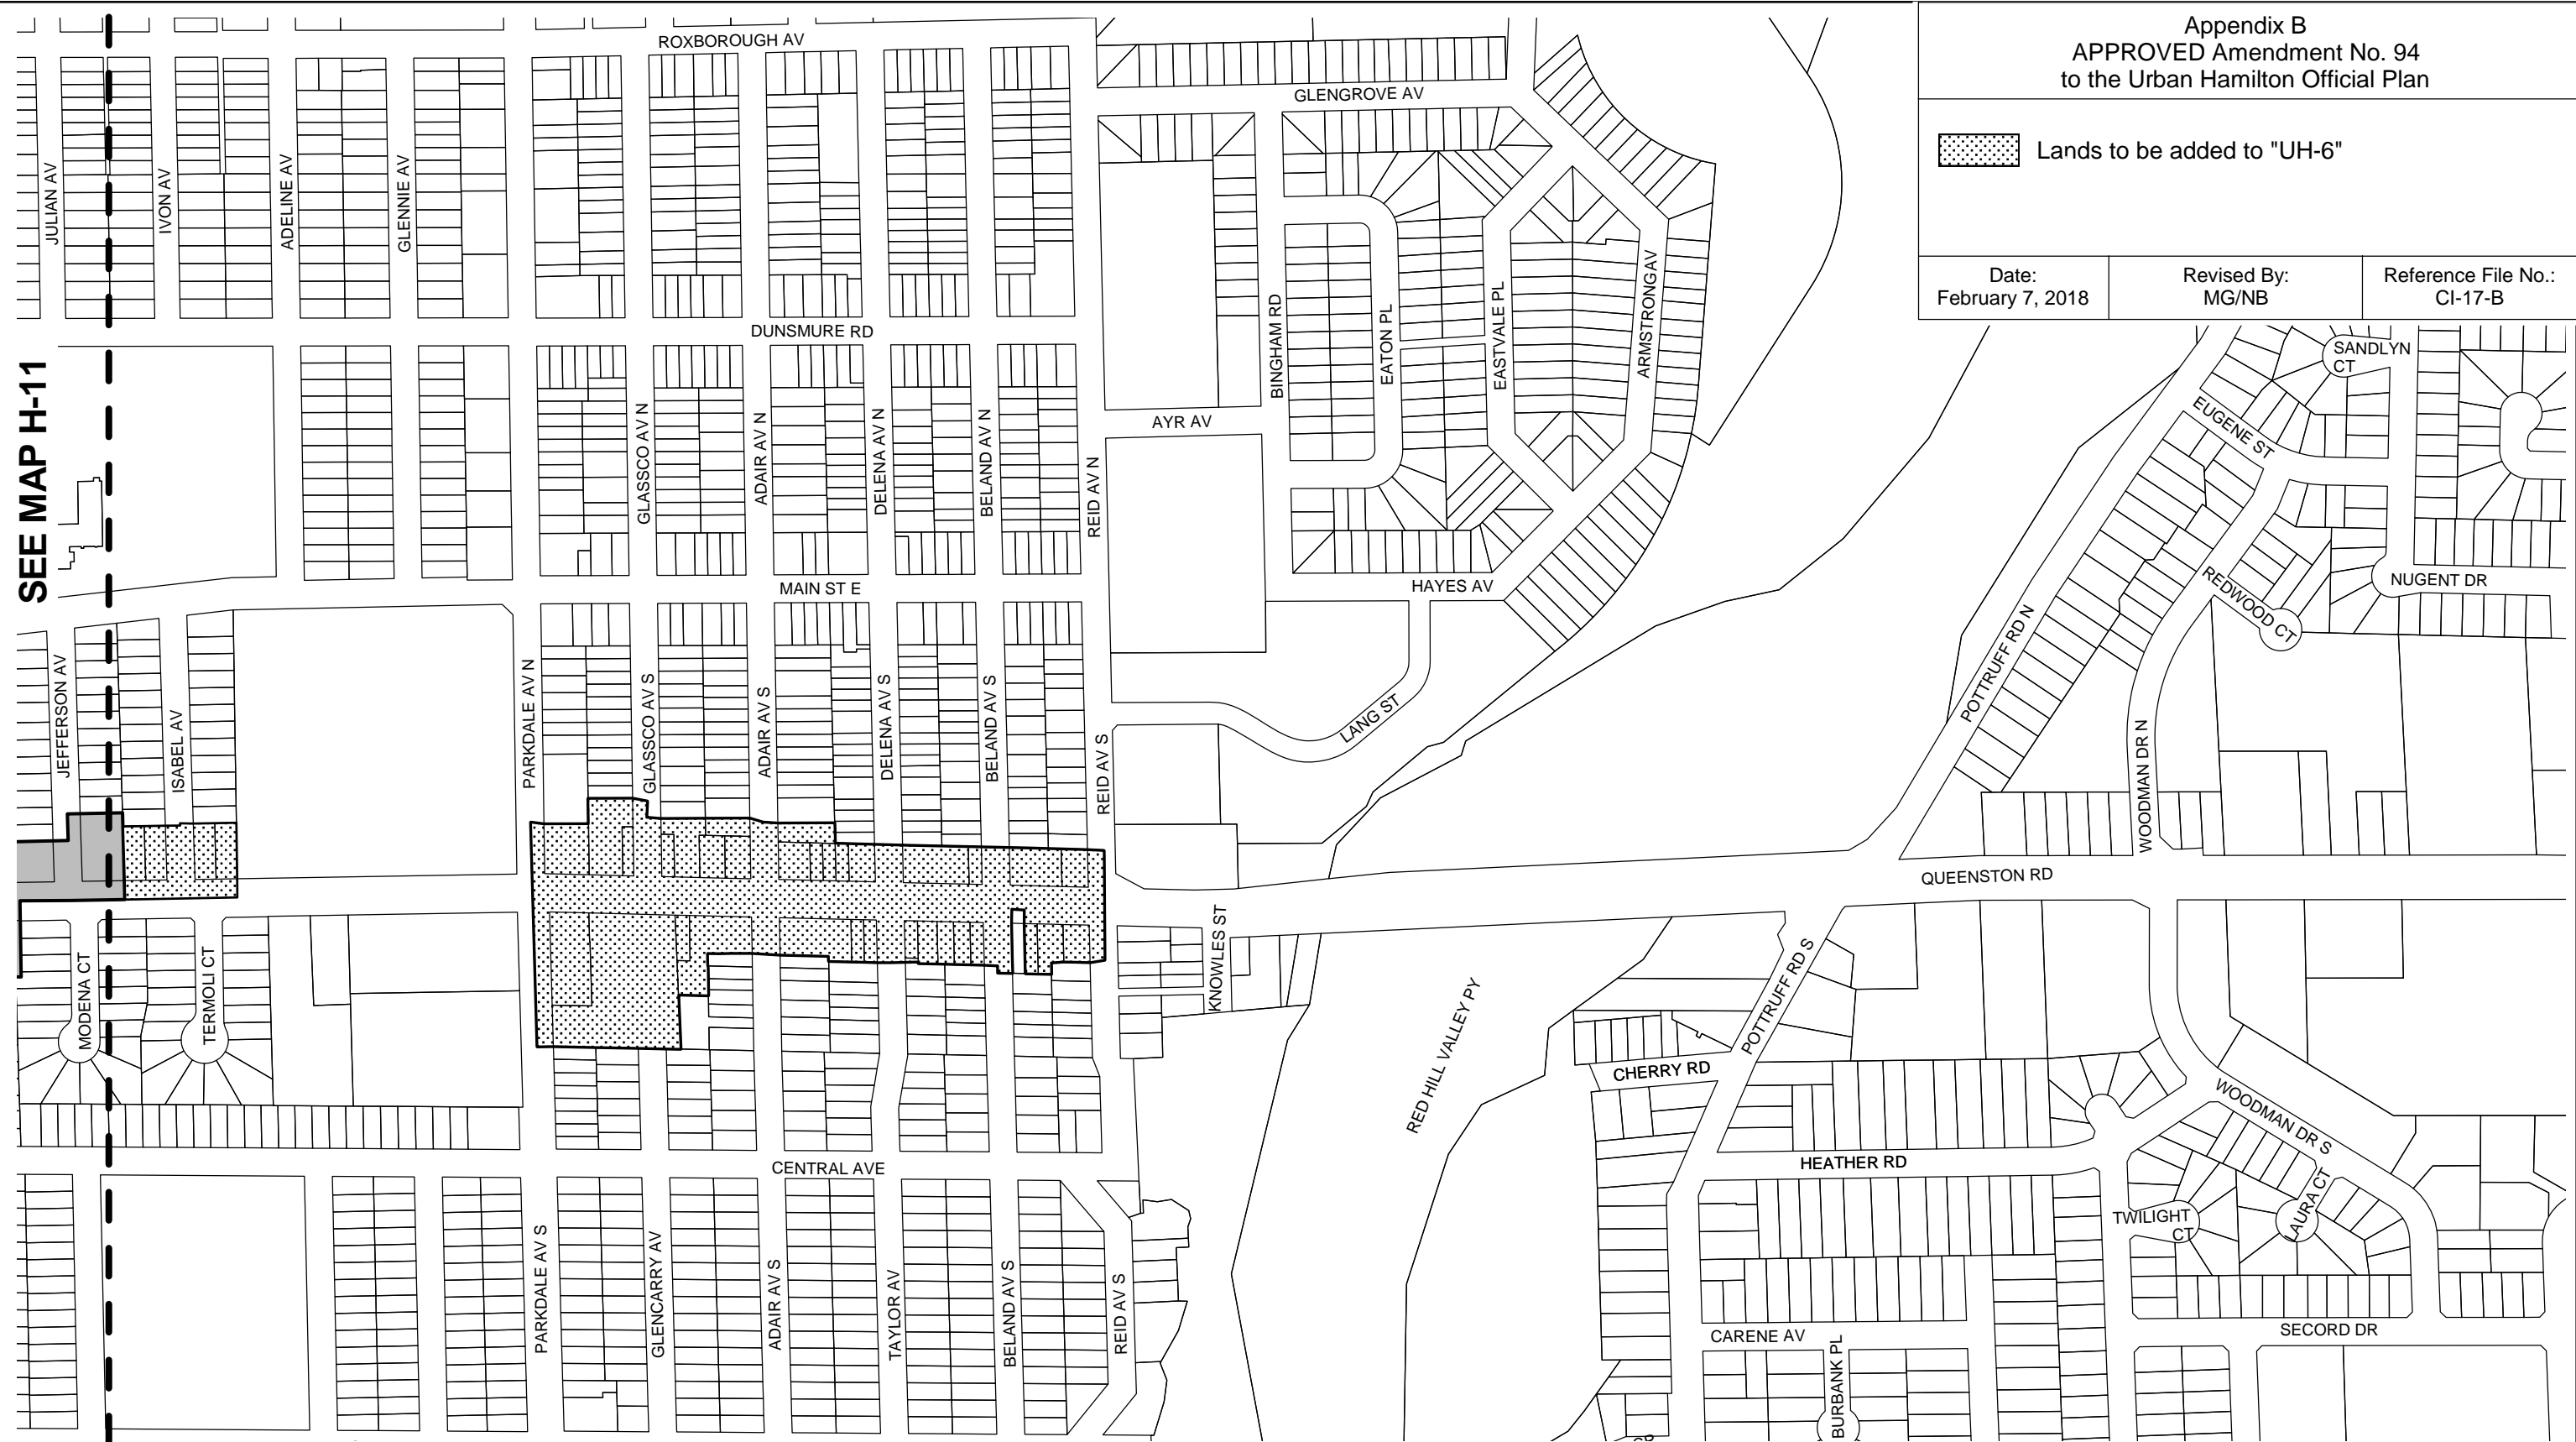 Appendix B
APPROVED Amendment No. 94
to the Urban Hamilton Official Plan
Lands to be added to "UH-6"
Date:
February 7, 2018
Revised By:
MG/NB
Reference File No.:
CI-17-B
ROXBOROUGH AV
GLENGROVE AV
JULIAN AV
IVON AV
ADELINE AV
GLENNIE AV
DUNSMURE RD
BINGHAM RD
EATON PL
EASTVALE PL
ARMSTRONG AV
SEE MAP H-11
SANDLYN
CT
EUGENE ST
GLASSCO AV N
ADAIR AV N
DELENA AV N
BELAND AV N
REID AV N
AYR AV
MAIN ST E
HAYES AV
NUGENT DR
REDWOOD CT
POTTRUFF RD N
WOODMAN DR N
JEFFERSON AV
ISABEL AV
PARKDALE AV N
GLASSCO AV S
ADAIR AV S
DELENA AV S
BELAND AV S
REID AV S
LANG ST
QUEENSTON RD
MODENA CT
TERMOLI CT
KNOWLES ST
RED HILL VALLEY PY
POTTRUFF RD S
CHERRY RD
WOODMAN DR S
HEATHER RD
CENTRAL AVE
TWILIGHT
CT
LAURA CT
PARKDALE AV S
GLENCARRY AV
ADAIR AV S
TAYLOR AV
BELAND AV S
REID AV S
CARENE AV
BURBANK PL
SECOND DR